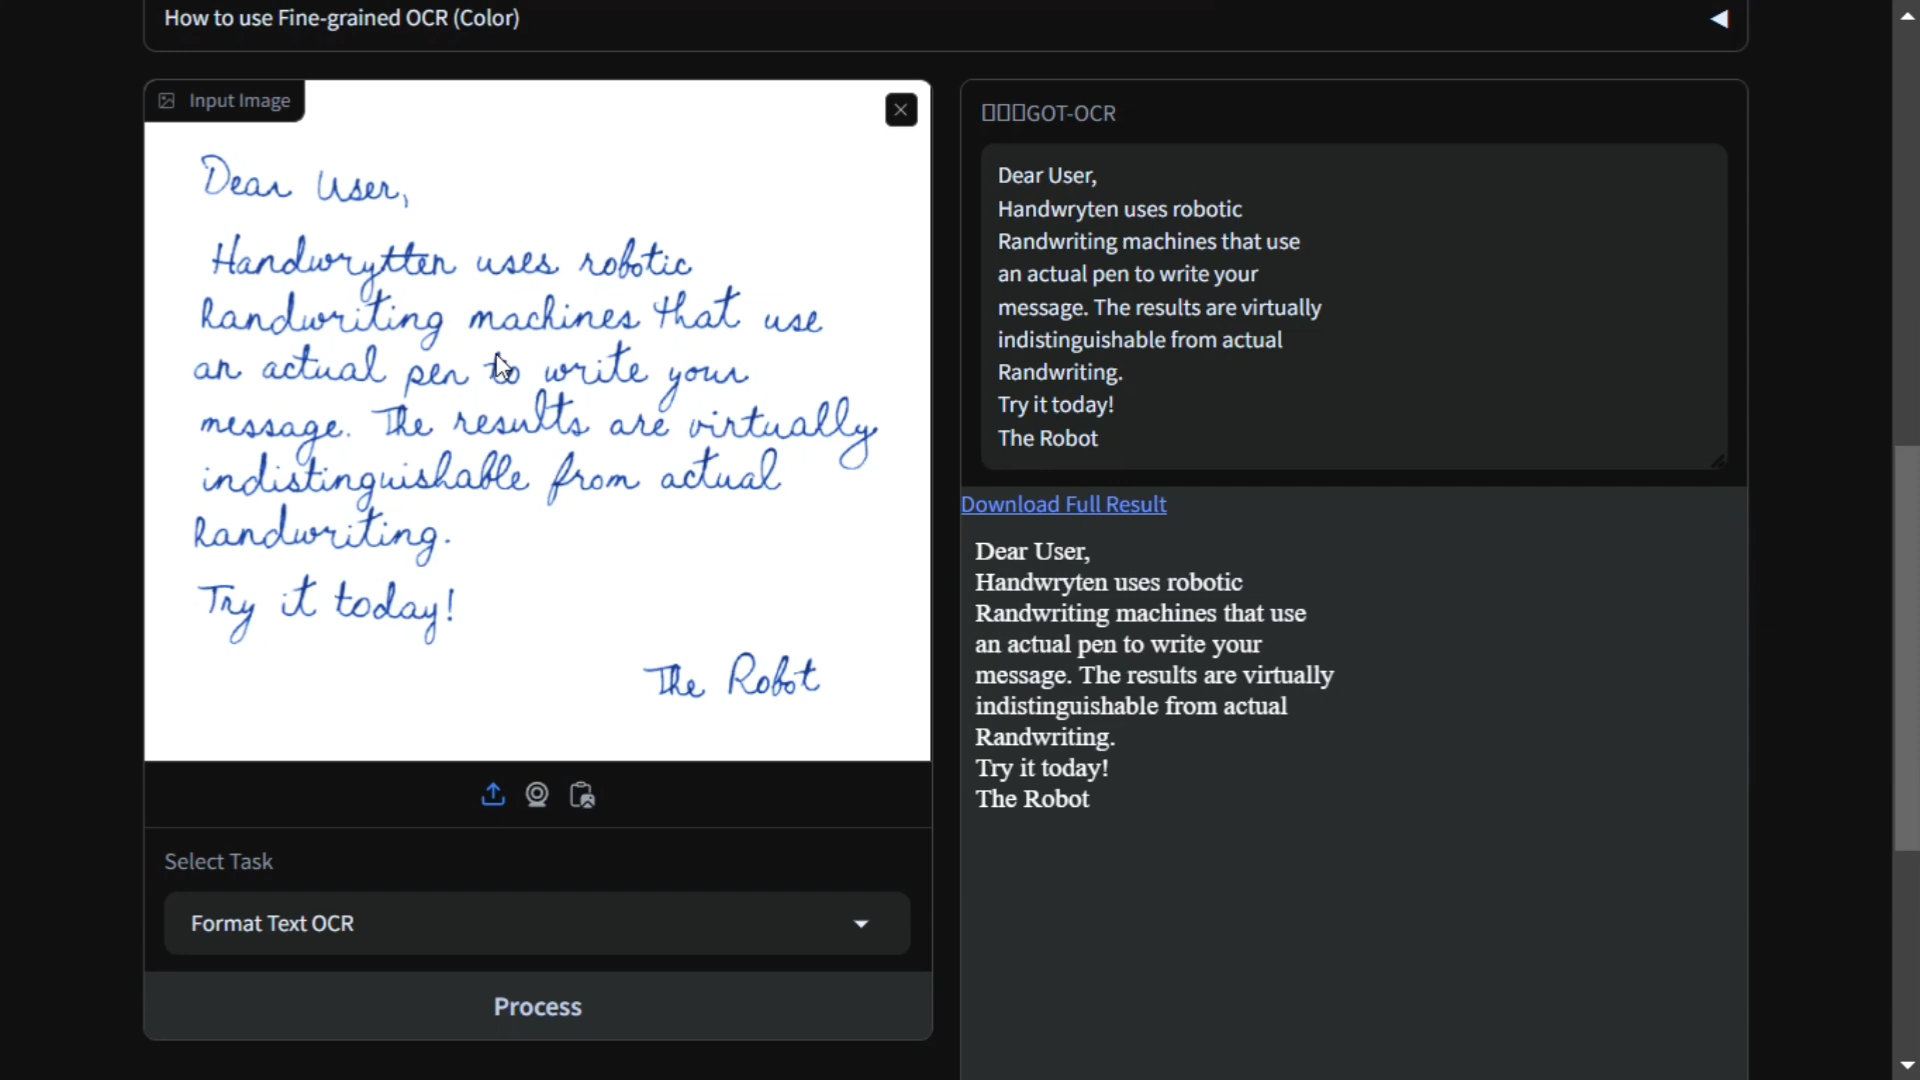 How to use Fine-grained OCR (Color)
Input Image
Dear User,
Handwrytten uses robotic
handwriting machines that use
an actual pen to write your
message. The results are virtually
indistinguishable from actual
handwriting.
Try it today!
The Robot
Select Task
Format Text OCR
Process
GOT-OCR
Dear User,
Handwryten uses robotic
Randwriting machines that use
an actual pen to write your
message. The results are virtually
indistinguishable from actual
Randwriting.
Try it today!
The Robot
Download Full Result
Dear User,
Handwryten uses robotic
Randwriting machines that use
an actual pen to write your
message. The results are virtually
indistinguishable from actual
Randwriting.
Try it today!
The Robot